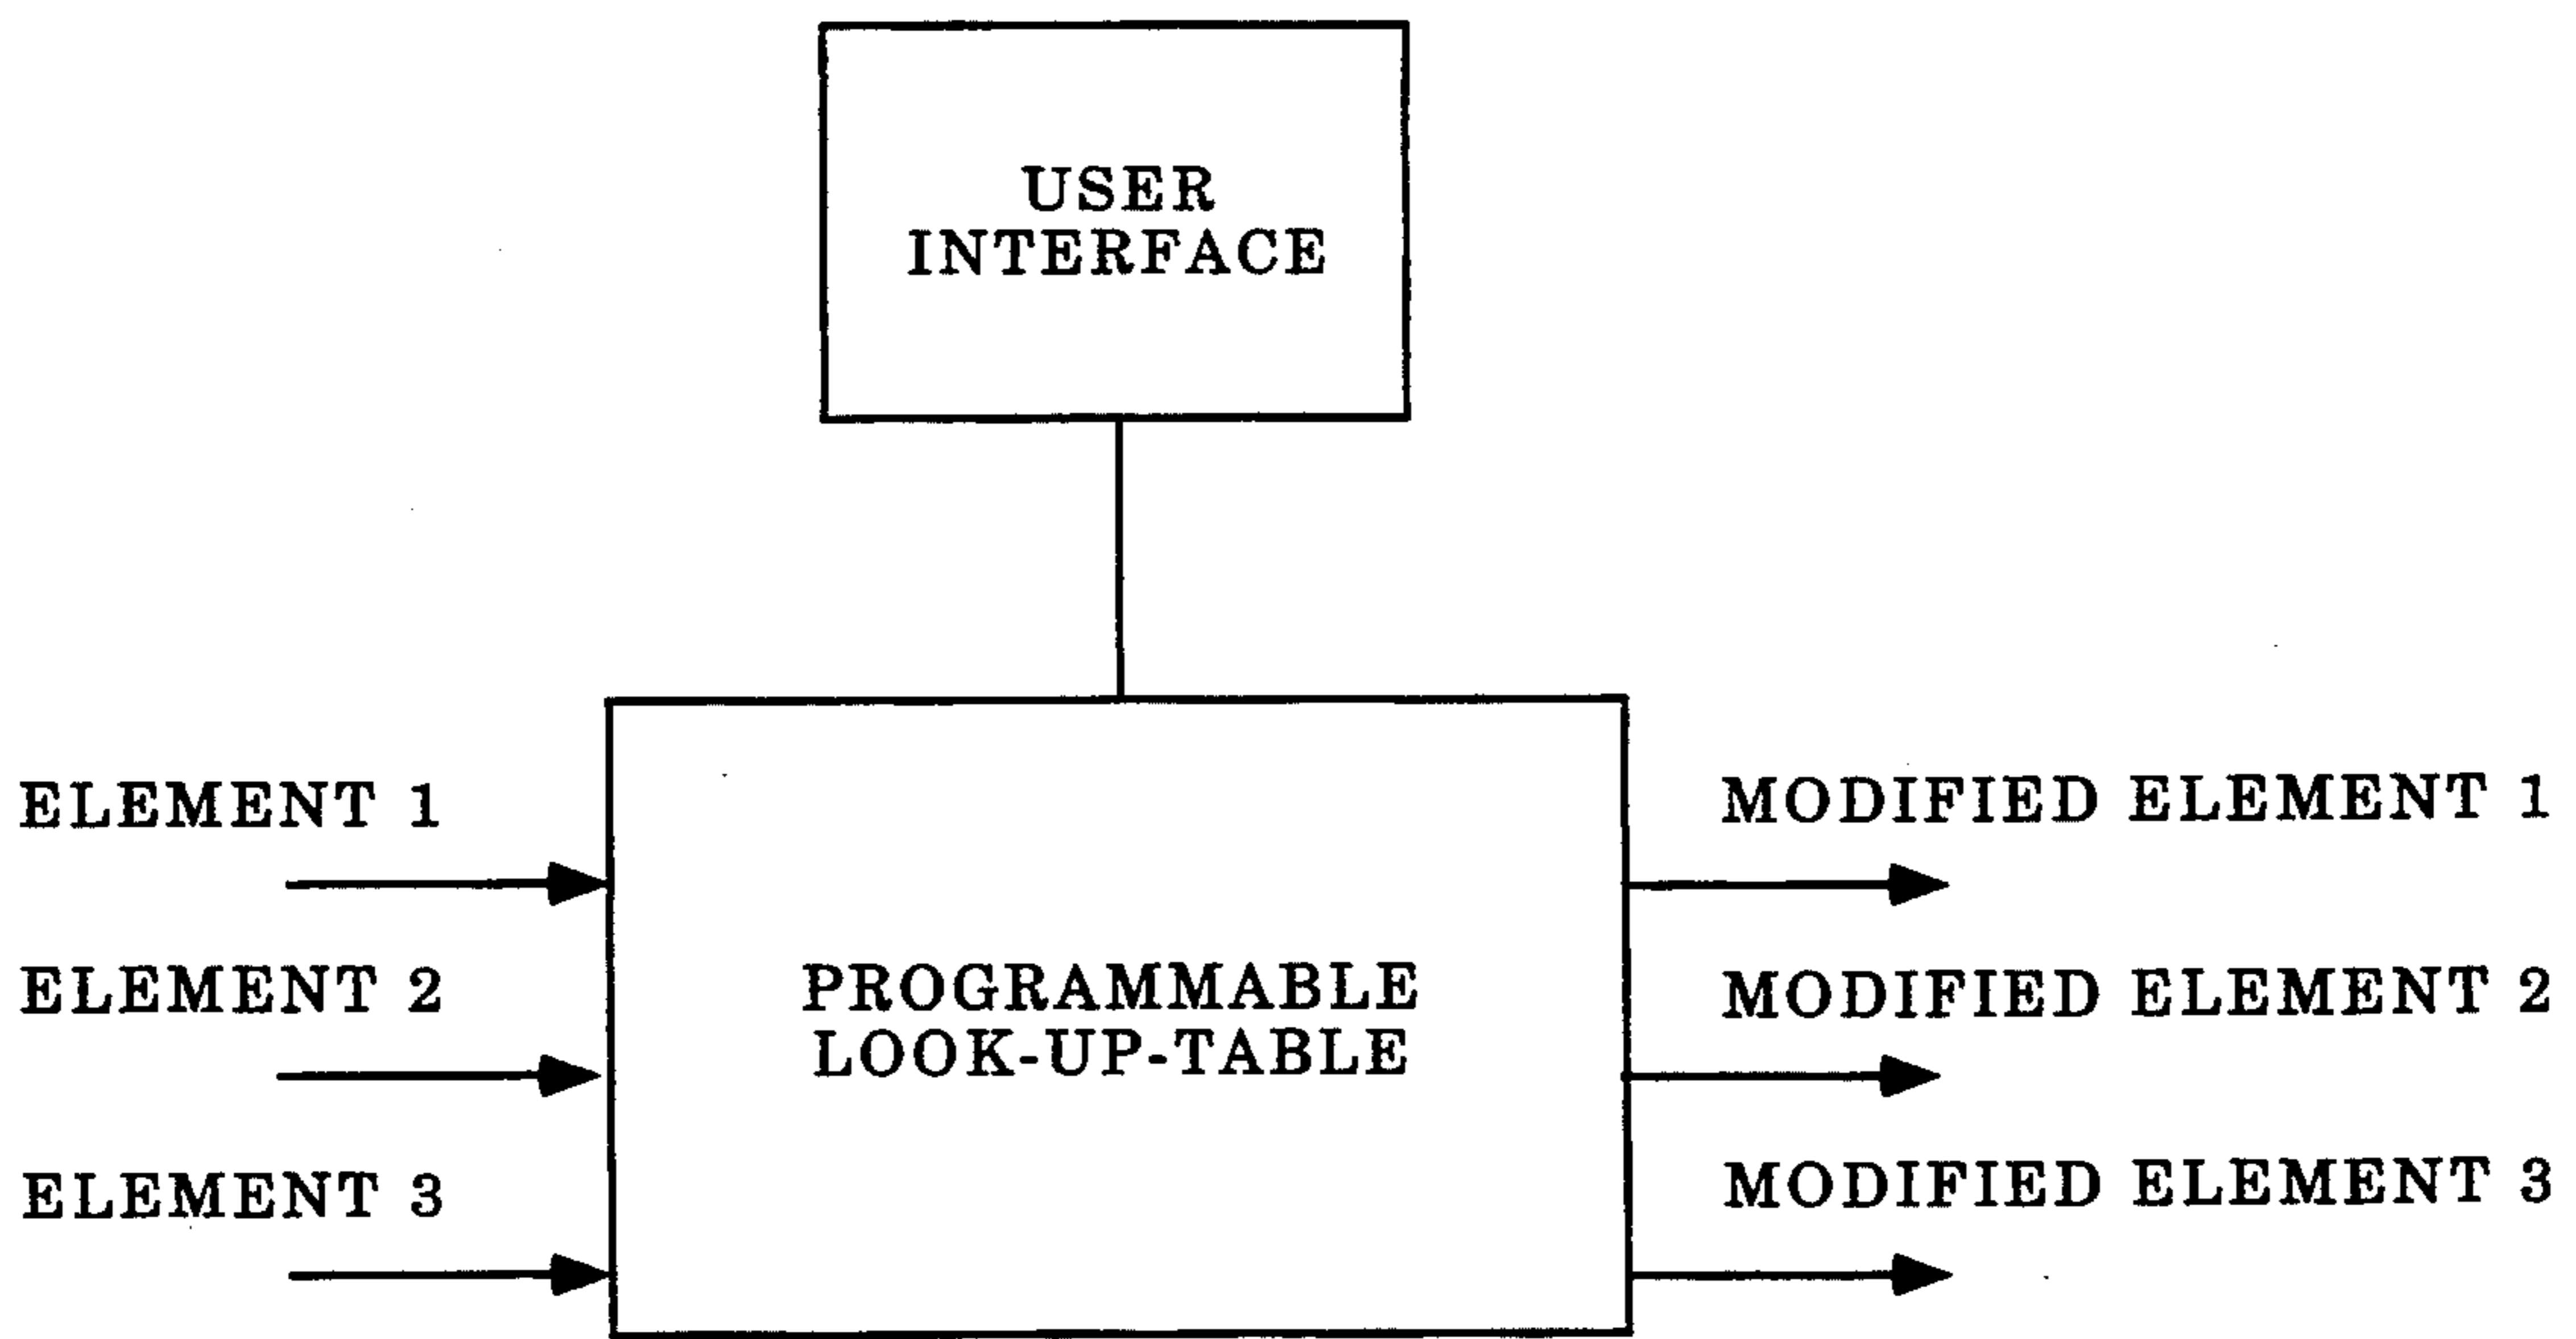 USER
INTERFACE
ELEMENT 1
MODIFIED ELEMENT 1
ELEMENT 2
PROGRAMMABLE
LOOK-UP-TABLE
MODIFIED ELEMENT 2
ELEMENT 3
MODIFIED ELEMENT 3